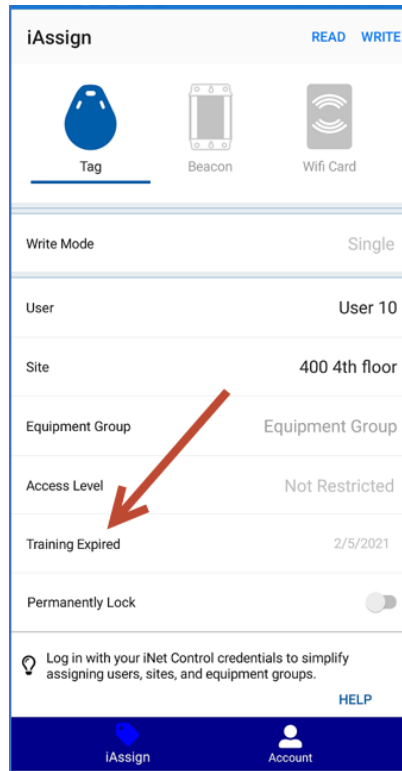 iAssign READ WRITE
Tag Beacon Wifi Card
Write Mode Single
User User 10
Site 400 4th floor
Equipment Group Equipment Group
Access Level Not Restricted
Training Expired 2/5/2021
Permanently Lock
Log in with your iNet Control credentials to simplify
assigning users, sites, and equipment groups.
HELP
iAssign Account